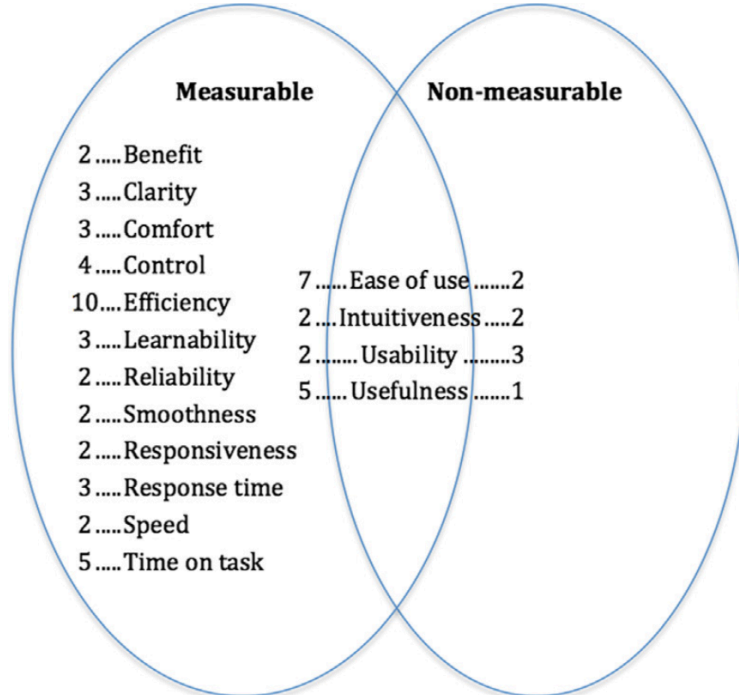 Measurable
Non-measurable
2.....Benefit
3.....Clarity
3.....Comfort
4.....Control
10....Efficiency
3.....Learnability
2.....Reliability
2.....Smoothness
2.....Responsiveness
3.....Response time
2.....Speed
5.....Time on task
7......Ease of use.......2
2....Intuitiveness.....2
2........Usability.........3
5......Usefulness.......1